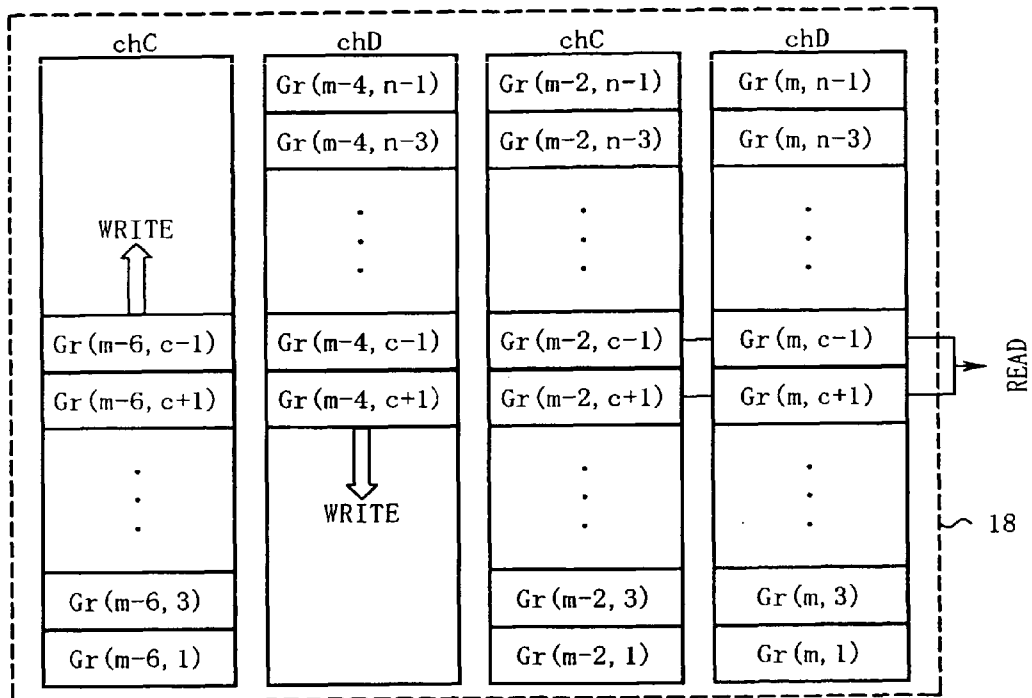 chC chD chC chD
Gr(m-4, n-1) Gr(m-2, n-1) Gr(m, n-1)
Gr(m-4, n-3) Gr(m-2, n-3) Gr(m, n-3)
WRITE
Gr(m-6, c-1) Gr(m-4, c-1) Gr(m-2, c-1) Gr(m, c-1)
READ
Gr(m-6, c+1) Gr(m-4, c+1) Gr(m-2, c+1) Gr(m, c+1)
WRITE
18
Gr(m-6, 3) Gr(m-2, 3) Gr(m, 3)
Gr(m-6, 1) Gr(m-2, 1) Gr(m, 1)